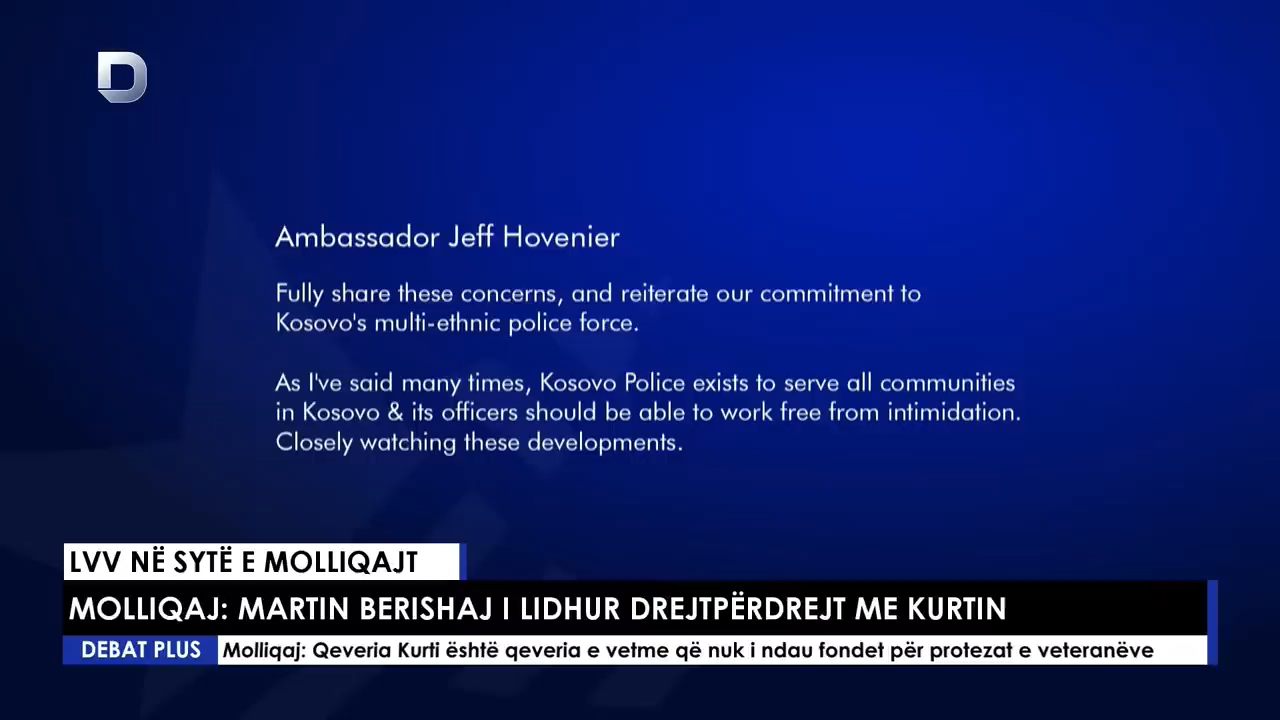 D
Ambassador Jeff Hovenier
Fully share these concerns, and reiterate our commitment to
Kosovo's multi-ethnic police force.
As I've said many times, Kosovo Police exists to serve all communities
in Kosovo & its officers should be able to work free from intimidation.
Closely watching these developments.
LVV NË SYTË E MOLLIQAJT
MOLLIQAJ: MARTIN BERISHAJ I LIDHUR DREJTPËRDREJT ME KURTIN
DEBAT PLUS Molliqaj: Qeveria Kurti është qeveria e vetme që nuk i ndau fondet për protezat e veteranëve